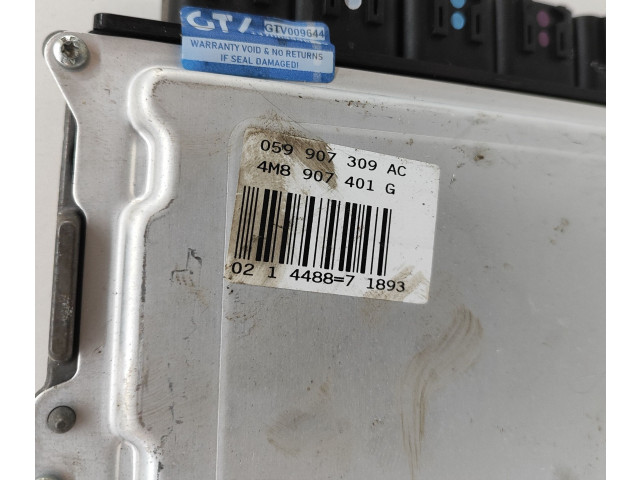 GTV009644
WARRANTY VOID & NO RETURNS
IF SEAL DAMAGED!
059 907 309 AC
4M8 907 401 G
02 1 4488=7 1893